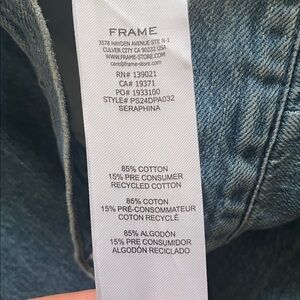 FRAME
3578 HAYDEN AVENUE STE N-1
CULVER CITY CA 90232 USA
WWW.FRAME-STORE.COM
care@frame-store.com
RN# 139021
CA# 19371
PO# 1933100
STYLE# PS24DPA032
SERAPHINA
85% COTTON
15% PRE CONSUMER
RECYCLED COTTON
85% COTON
15% PRÉ-CONSOMMATEUR
COTON RECYCLÉ
85% ALGODÓN
15% PRE CONSUMIDOR
ALGODÓN RECICLADO